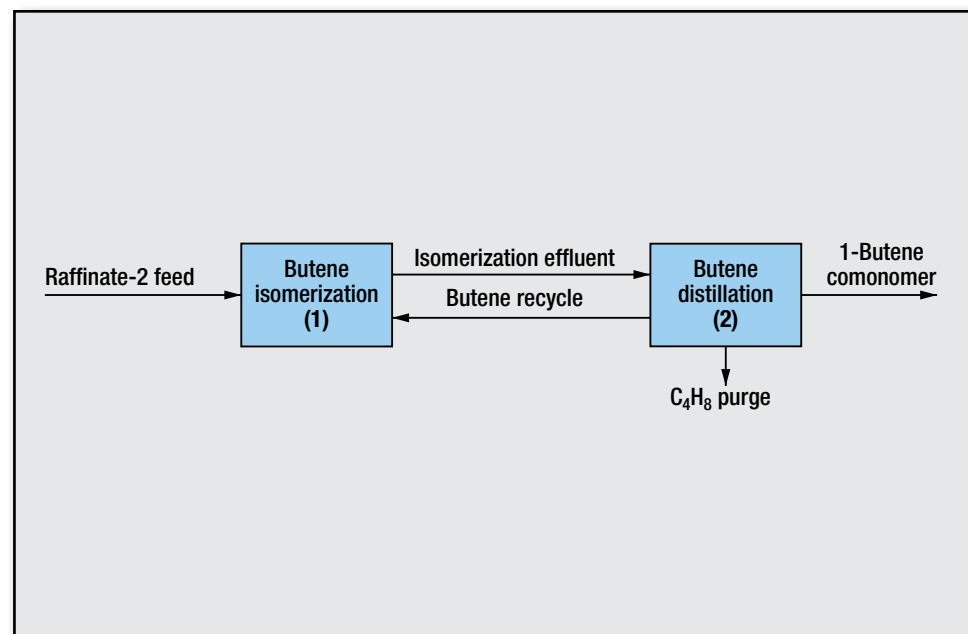 Raffinate-2 feed
Butene
isomerization
(1)
Isomerization effluent
Butene recycle
Butene
distillation
(2)
1-Butene
comonomer
C₄H₈ purge